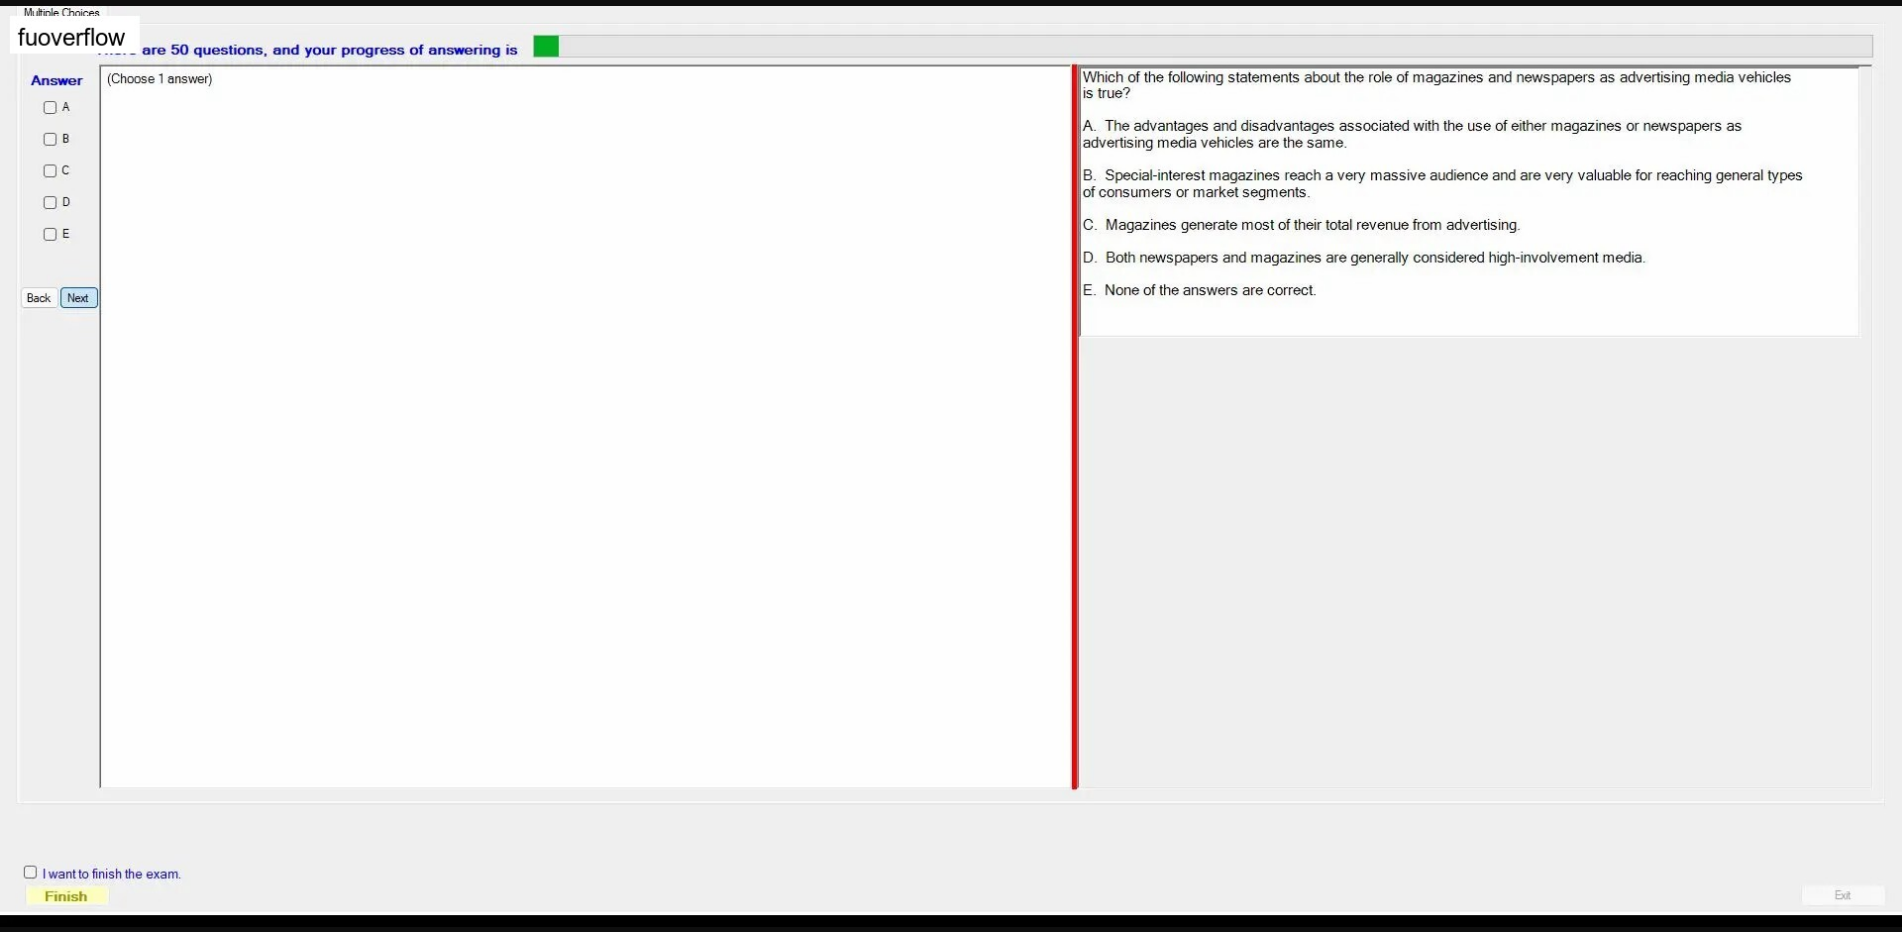 Multiple Choices
fuoverflow
are 50 questions, and your progress of answering is
Answer
(Choose 1 answer)
A
B
C
D
E
Back
Next
Which of the following statements about the role of magazines and newspapers as advertising media vehicles
is true?
A. The advantages and disadvantages associated with the use of either magazines or newspapers as
advertising media vehicles are the same.
B. Special-interest magazines reach a very massive audience and are very valuable for reaching general types
of consumers or market segments.
C. Magazines generate most of their total revenue from advertising.
D. Both newspapers and magazines are generally considered high-involvement media.
E. None of the answers are correct.
I want to finish the exam.
Finish
Exit